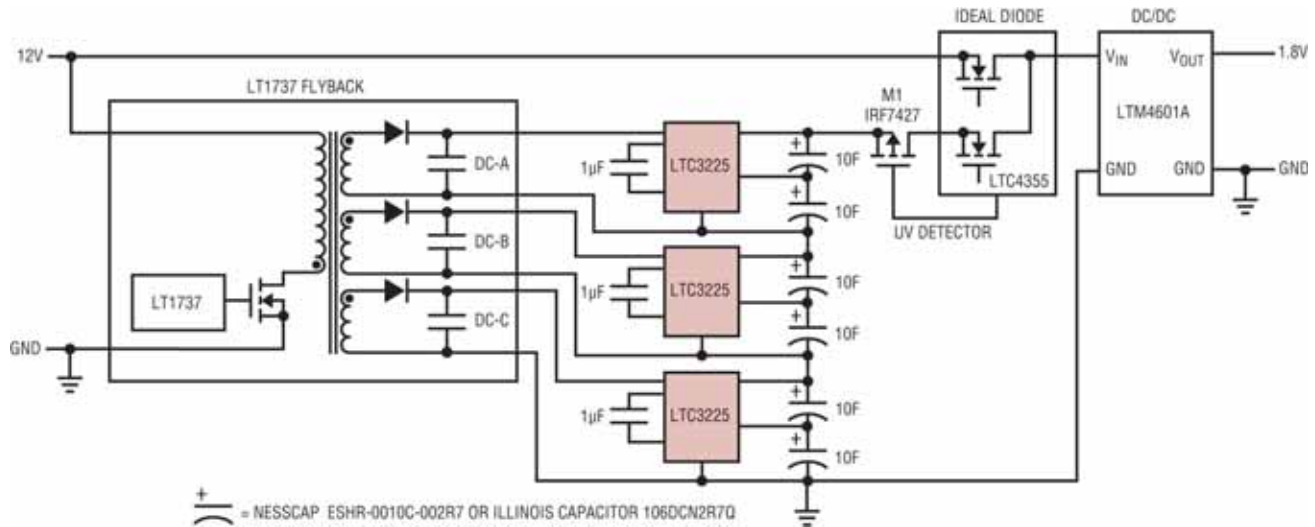 IDEAL DIODE
DC/DC
12V
VIN
VOUT
1.8V
LT1737 FLYBACK
M1
IRF7427
LTM4601A
DC-A
1µF
LTC3225
+
10F
LTC4355
GND
GND
GND
10F
UV DETECTOR
DC-B
1µF
LTC3225
+
10F
LT1737
10F
DC-C
GND
1µF
LTC3225
+
10F
+
10F
+
= NESSCAP ESHR-0010C-002R7 OR ILLINOIS CAPACITOR 106DCN2R7Q